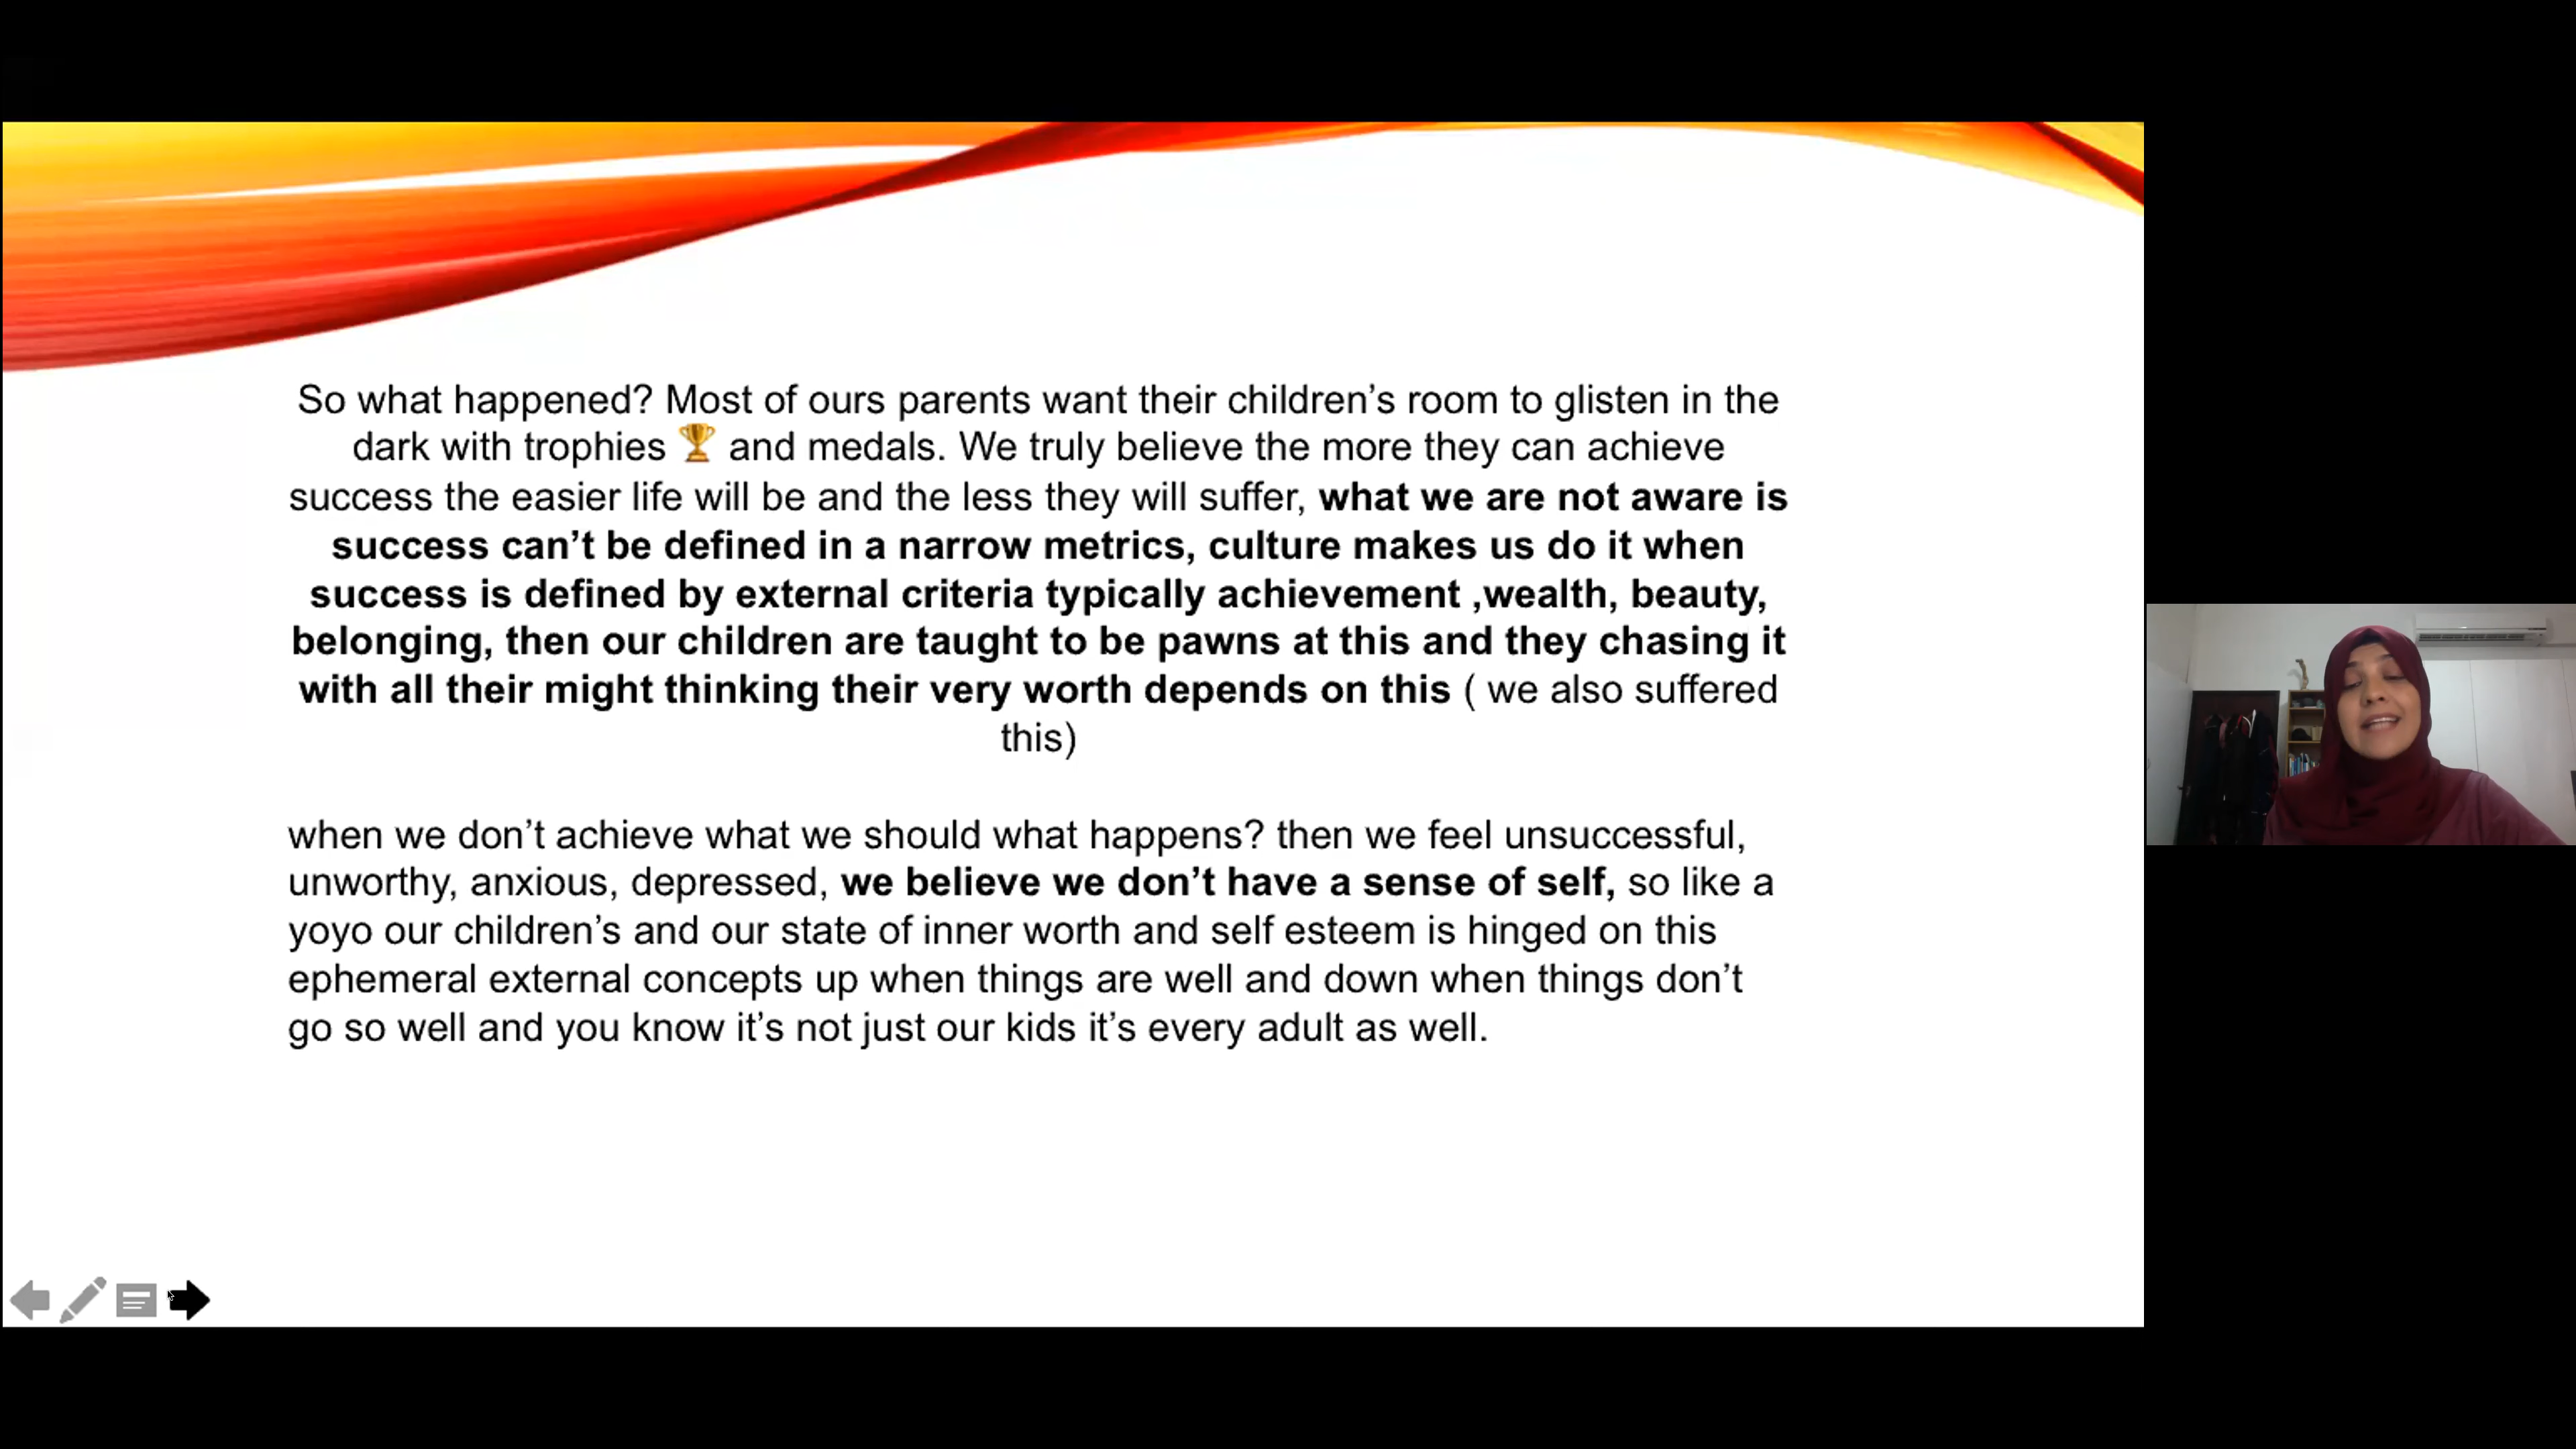 So what happened? Most of ours parents want their children’s room to glisten in the
dark with trophies 🏆 and medals. We truly believe the more they can achieve
success the easier life will be and the less they will suffer, what we are not aware is
success can’t be defined in a narrow metrics, culture makes us do it when
success is defined by external criteria typically achievement ,wealth, beauty,
belonging, then our children are taught to be pawns at this and they chasing it
with all their might thinking their very worth depends on this ( we also suffered
this)
when we don’t achieve what we should what happens? then we feel unsuccessful,
unworthy, anxious, depressed, we believe we don’t have a sense of self, so like a
yoyo our children’s and our state of inner worth and self esteem is hinged on this
ephemeral external concepts up when things are well and down when things don’t
go so well and you know it’s not just our kids it’s every adult as well.